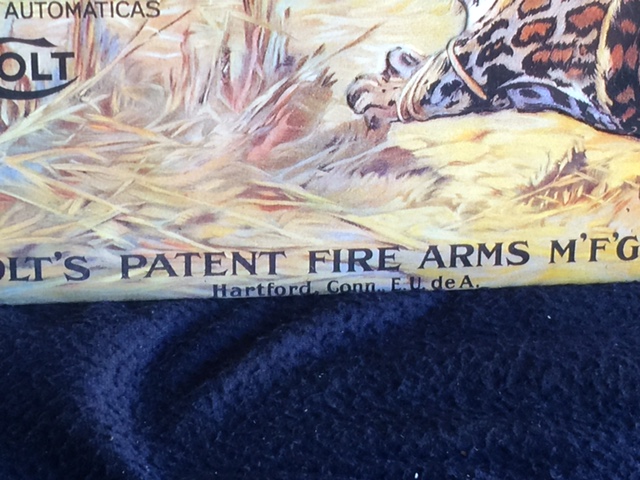 AUTOMATICAS
OLT
OLT'S PATENT FIRE ARMS M'F'G
Hartford, Conn., E.U. de A.